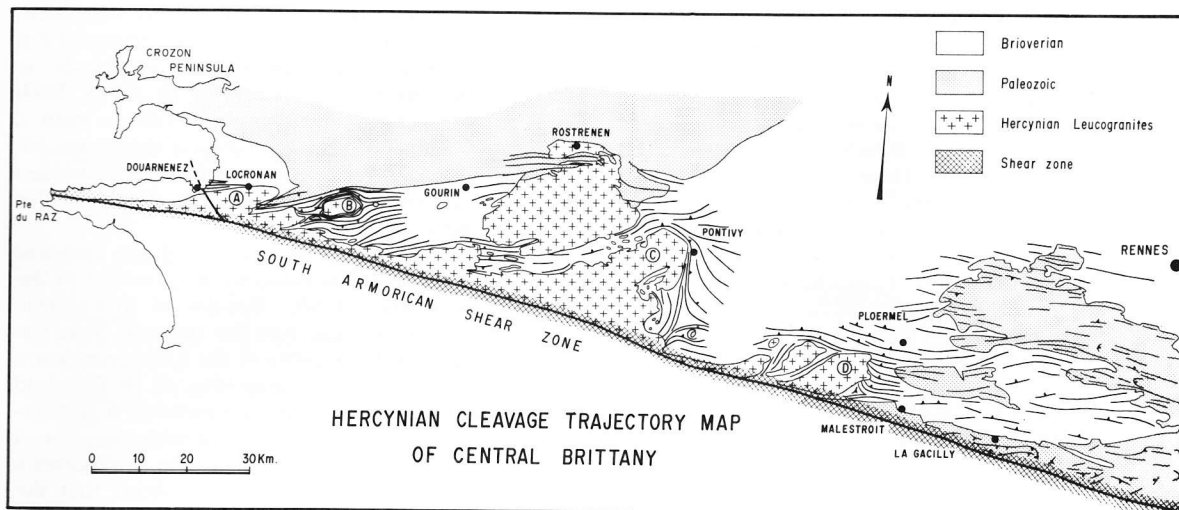 CROZON
PENINSULA
DOUARNENEZ
LOCRONAN
A
B
Pte
du RAZ
GOURIN
ROSTRENEN
C
PONTIVY
N
Brioverian
Paleozoic
Hercynian Leucogranites
Shear zone
RENNES
PLOERMEL
D
MALESTROIT
LA GACILLY
SOUTH ARMORICAN SHEAR ZONE
HERCYNIAN CLEAVAGE TRAJECTORY MAP
OF CENTRAL BRITTANY
0 10 20 30 Km.